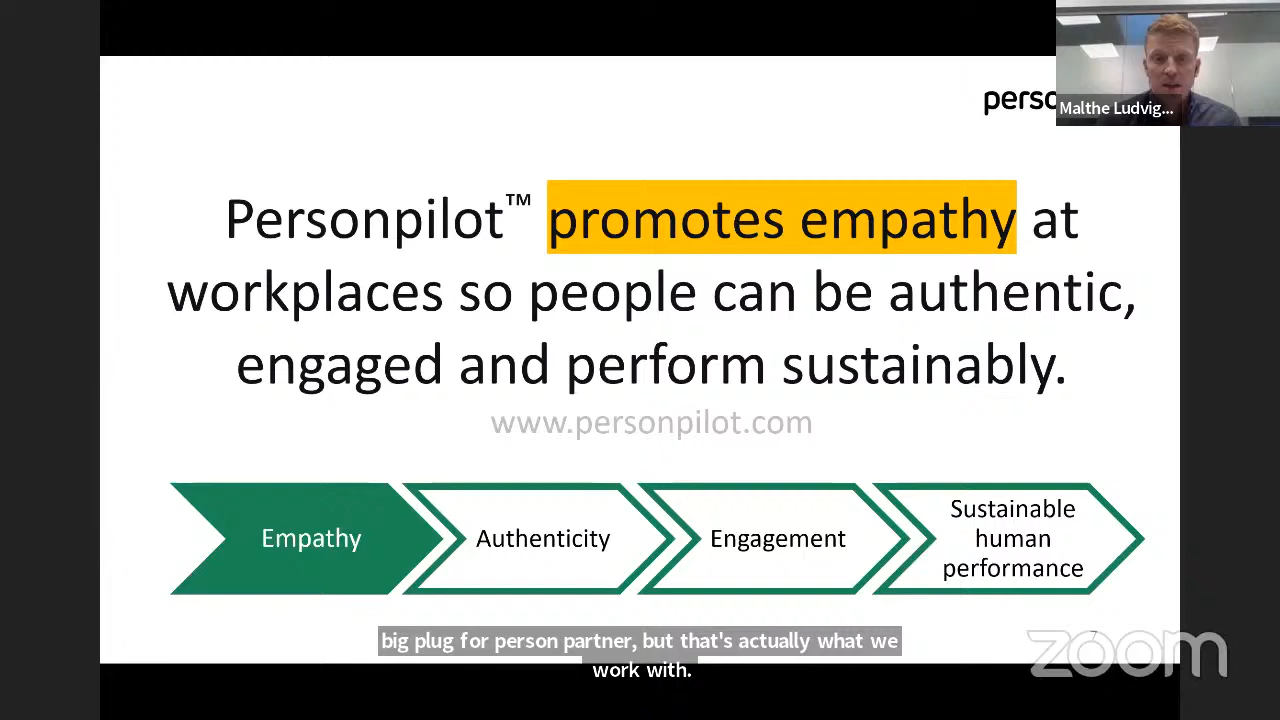 perso
Malthe Ludvig...
Personpilot™ promotes empathy at
workplaces so people can be authentic,
engaged and perform sustainably.
www.personpilot.com
Empathy
Authenticity
Engagement
Sustainable
human
performance
big plug for person partner, but that's actually what we
work with.
7
zoom